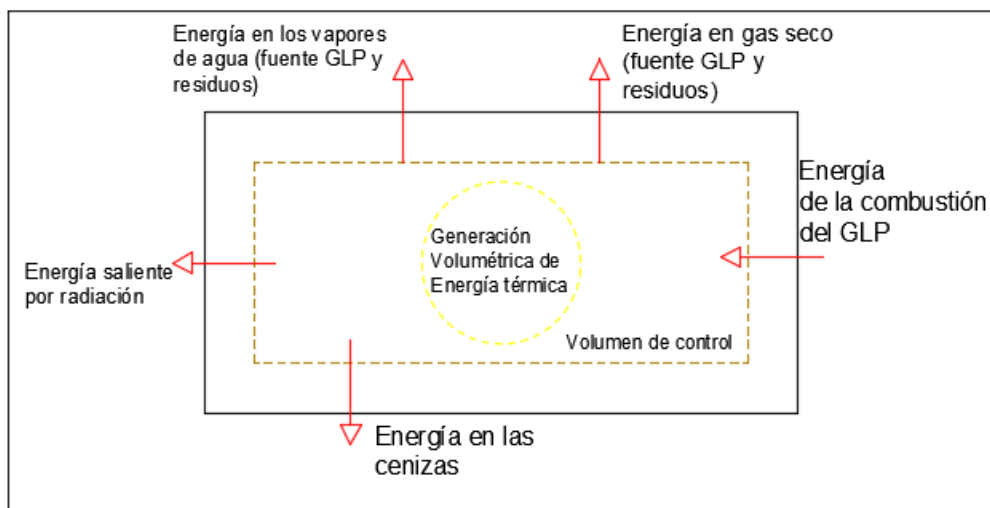 Energía en los vapores
de agua (fuente GLP y
residuos)
Energía en gas seco
(fuente GLP y
residuos)
Energía
de la combustión
del GLP
Generación
Volumétrica de
Energía térmica
Energía saliente
por radiación
Volumen de control
Energía en las
cenizas